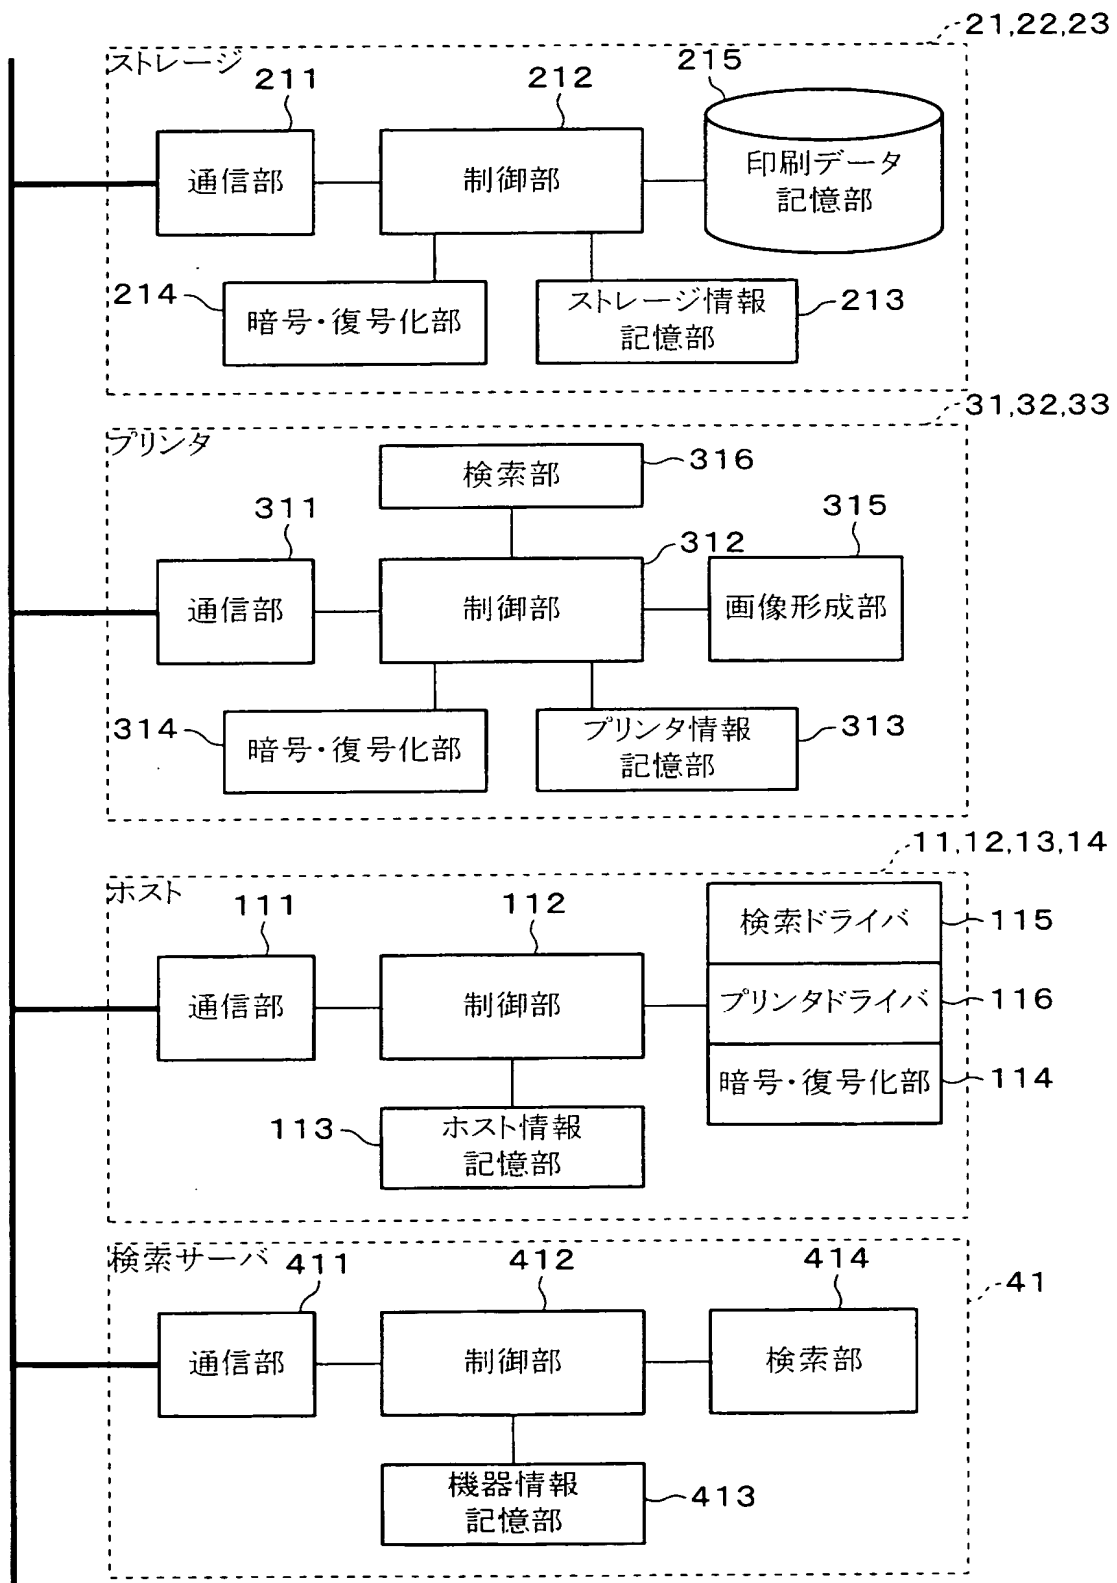 21,22,23
ストレージ
211
212
215
通信部
制御部
印刷データ
記憶部
214
暗号・復号化部
ストレージ情報
記憶部
213
31,32,33
プリンタ
検索部
316
311
312
315
通信部
制御部
画像形成部
314
暗号・復号化部
プリンタ情報
記憶部
313
11,12,13,14
ホスト
111
112
検索ドライバ
115
通信部
制御部
プリンタドライバ
116
暗号・復号化部
114
113
ホスト情報
記憶部
検索サーバ
411
412
414
41
通信部
制御部
検索部
機器情報
記憶部
413